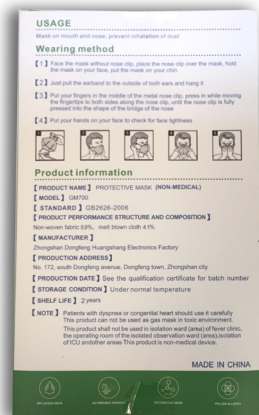 USAGE
Mask on mouth and nose, prevent inhalation of dust
Wearing method
【1】 Face the mask without nose clip, place the nose clip over the mask, hold
the mask on your face, put the mask on your chin
【2】 Just pull the earband to the outside of both ears and hang it
【3】 Put your fingers in the middle of the metal nose clip, press in while moving
the fingertips to both sides along the nose clip, until the nose clip is fully
pressed into the shape of the bridge of the nose
【4】 Put your hands on your face to check for face tightness
Product information
【 PRODUCT NAME 】 PROTECTIVE MASK (NON-MEDICAL)
【 MODEL 】 GM700
【 STANDARD 】 GB2626-2006
【 PRODUCT PERFORMANCE STRUCTURE AND COMPOSITION 】
Non-woven fabric 59%, melt blown cloth 41%
【 MANUFACTURER 】
Zhongshan Dongfeng Huangshang Electronics Factory
【 PRODUCTION ADDRESS】
No. 172, south Dongfeng avenue, Dongfeng town, Zhongshan city
【 PRODUCTION DATE 】 See the qualification certificate for batch number
【 STORAGE CONDITION 】 Under normal temperature
【 SHELF LIFE 】 2 years
【 NOTE 】 Patients with dyspnea or congenital heart should use it carefully
This product can not be used as gas mask in toxic environment.
This product shall not be used in isolation ward (area) of fever clinic,
the operating room of the isolated observation ward (area),isolation
of ICU andother areas This product is non-medical device.
MADE IN CHINA
POLLEN ALLERGY